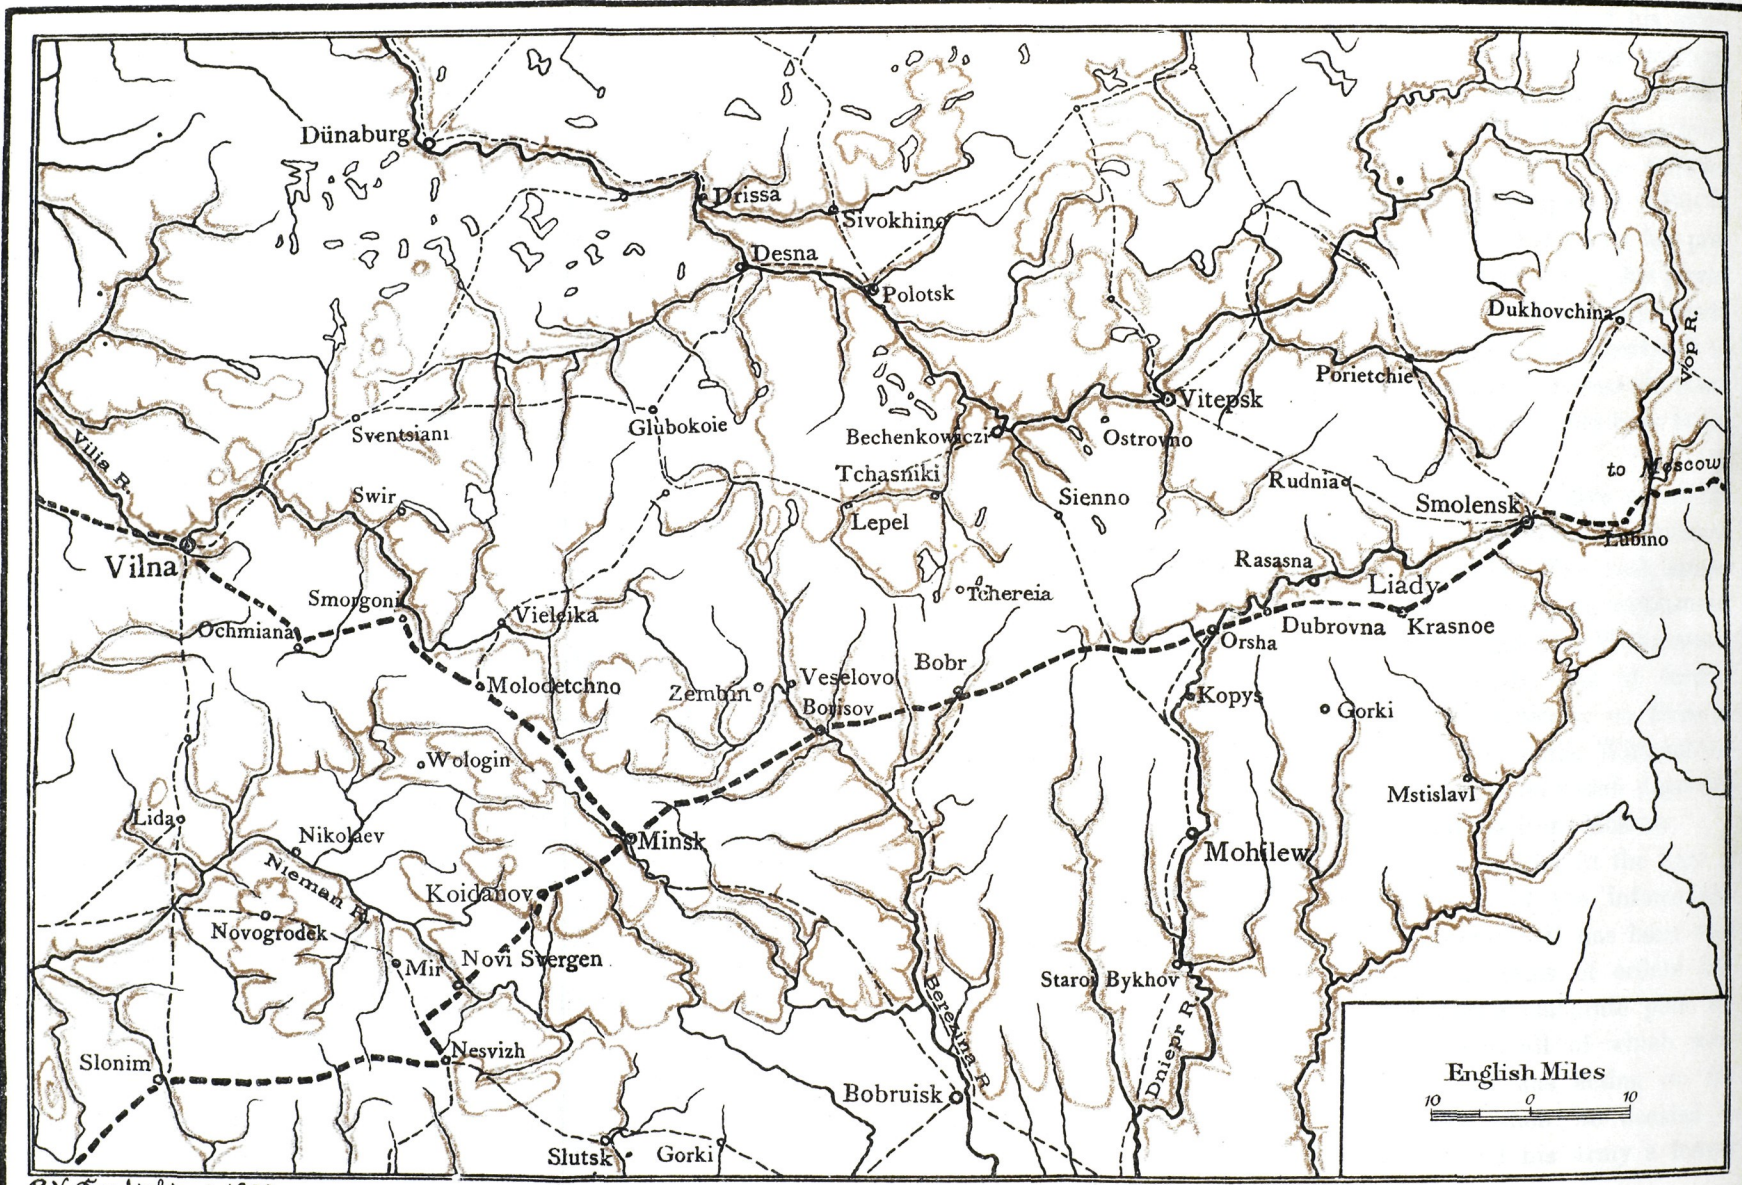 Dünaburg
Drissa
Sivokhino
Desna
Polotsk
Dukhovchina
Vop R.
Porietchie
Vitepsk
Sventsiani
Glubokoie
Bechenkowiczi
Ostrovno
Vilia R.
Tchasniki
to Moscow
Swir
Sienno
Rudnia
Smolensk
Lepel
Lubino
Vilna
Rasasna
Liady
Smorgoni
Tchereia
Vieleika
Ochmiana
Dubrovna
Krasnoe
Orsha
Bobr
Molodetchno
Zembin
Veselovo
Kopys
Borisov
Gorki
Wologin
Mstislavl
Lida
Nikolaev
Minsk
Mohilew
Nieman R.
Koidanov
Novogrodek
Mir
Novi Svergen
Staroi Bykhov
Berezina R.
Dniepr R.
Slonim
Nesvizh
Bobruisk
English Miles
10 0 10
Slutsk
Gorki